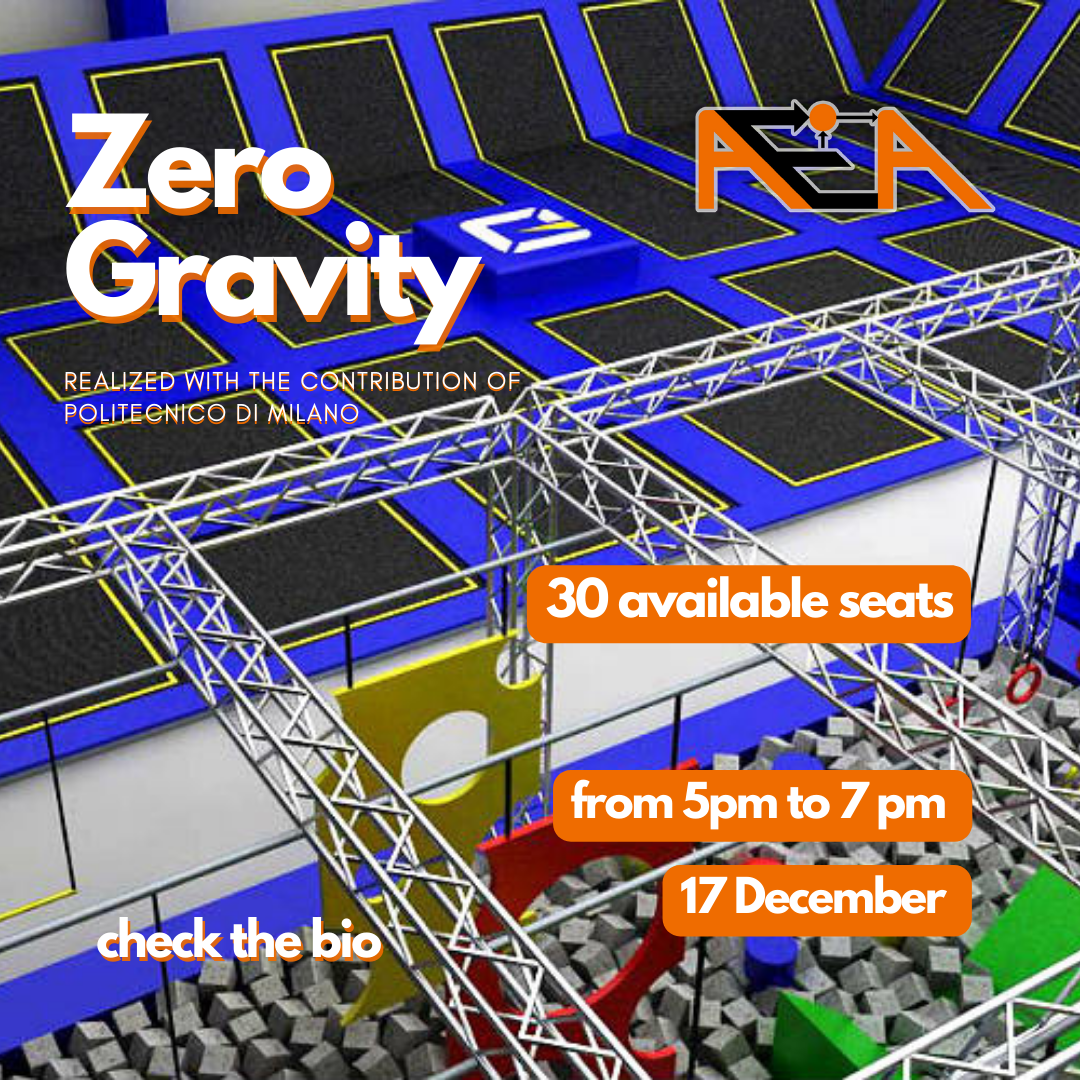 Zero
Gravity
AEA
REALIZED WITH THE CONTRIBUTION OF
POLITECNICO DI MILANO
30 available seats
from 5pm to 7 pm
17 December
check the bio